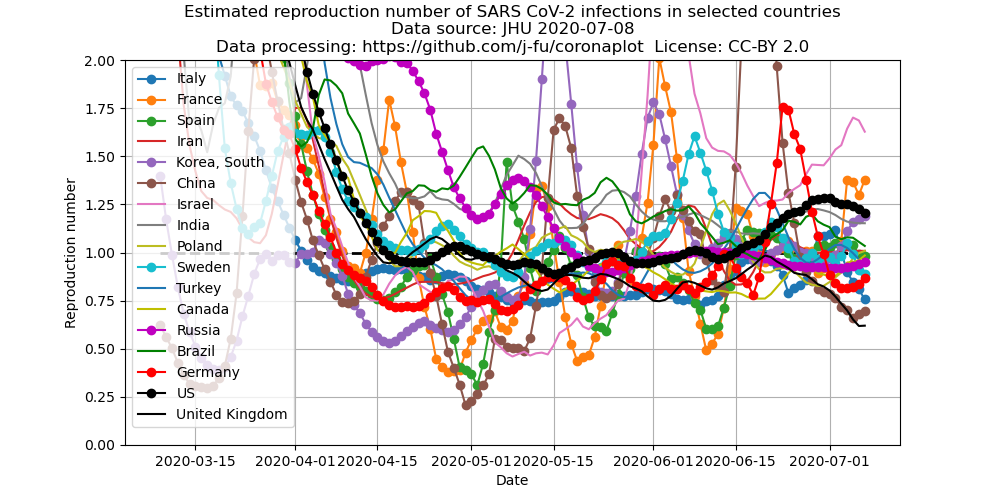 Estimated reproduction number of SARS CoV-2 infections in selected countries
Data source: JHU 2020-07-08
Data processing: https://github.com/j-fu/coronaplot  License: CC-BY 2.0
Reproduction number
2.00
1.75
1.50
1.25
1.00
0.75
0.50
0.25
0.00
Italy
France
Spain
Iran
Korea, South
China
Israel
India
Poland
Sweden
Turkey
Canada
Russia
Brazil
Germany
US
United Kingdom
2020-03-15 2020-04-01 2020-04-15 2020-05-01 2020-05-15 2020-06-01 2020-06-15 2020-07-01
Date